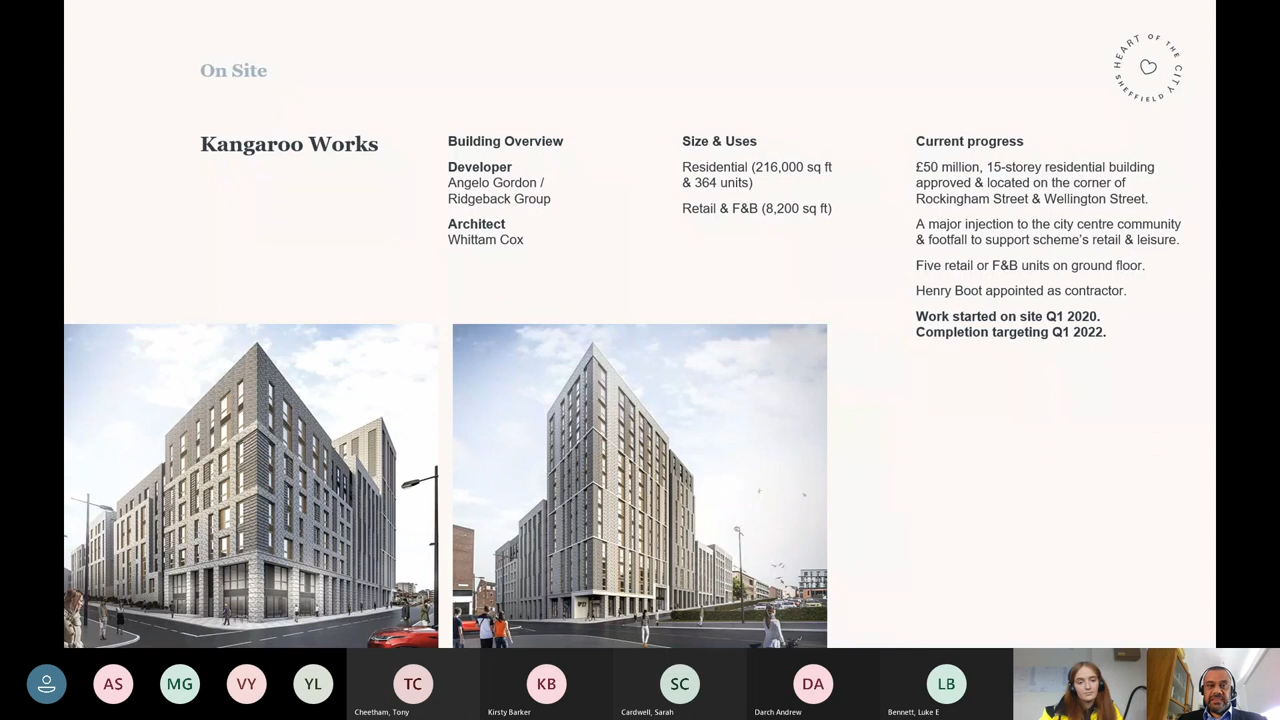 On Site
HEART OF THE CITY
SHEFFIELD
Kangaroo Works
Building Overview
Developer
Angelo Gordon /
Ridgeback Group
Architect
Whittam Cox
Size & Uses
Residential (216,000 sq ft
& 364 units)
Retail & F&B (8,200 sq ft)
Current progress
£50 million, 15-storey residential building
approved & located on the corner of
Rockingham Street & Wellington Street.
A major injection to the city centre community
& footfall to support scheme's retail & leisure.
Five retail or F&B units on ground floor.
Henry Boot appointed as contractor.
Work started on site Q1 2020.
Completion targeting Q1 2022.
AS
MG
VY
YL
TC
KB
SC
DA
LB
Cheetham, Tony
Kirsty Barker
Cardwell, Sarah
Darch Andrew
Bennett, Luke E